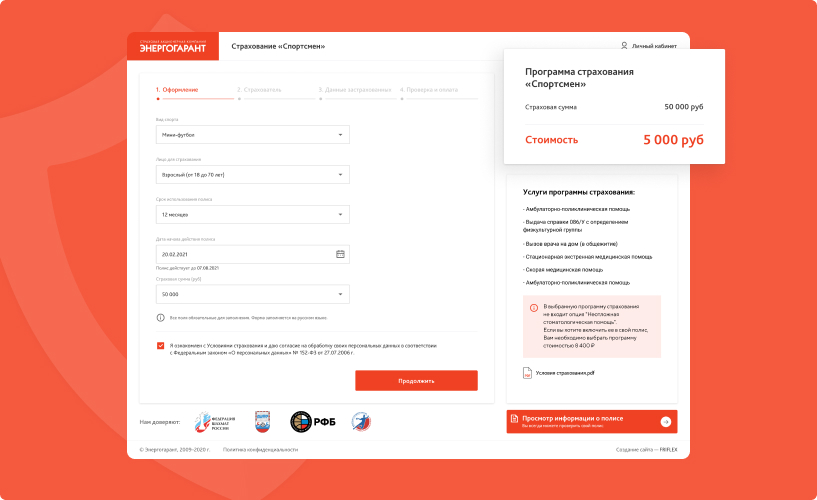 СТРАХОВАЯ АКЦИОНЕРНАЯ КОМПАНИЯ
ЭНЕРГОГАРАНТ
Страхование «Спортсмен»
Личный кабинет
1. Оформление
2. Страхователь
3. Данные застрахованных
4. Проверка и оплата
Вид спорта
Мини-футбол
Лицо для страхования
Взрослый (от 18 до 70 лет)
Срок использования полиса
12 месяцев
Дата начала действия полиса
20.02.2021
Полис действует до 07.08.2021
Страховая сумма (руб)
50 000
Все поля обязательные для заполнения. Форма заполняется на русском языке.
Я ознакомлен с Условиями страхования и даю согласие на обработку своих персональных данных в соответствии
с Федеральным законом «О персональных данных» № 152-ФЗ от 27.07.2006 г.
Продолжить
Программа страхования
«Спортсмен»
Страховая сумма
50 000 руб
Стоимость
5 000 руб
Услуги программы страхования:
- Амбулаторно-поликлиническая помощь
- Выдача справки 086/У с определением
физкультурной группы
- Вызов врача на дом (в общежитие)
- Стационарная экстренная медицинская помощь
- Скорая медицинская помощь
- Амбулаторно-поликлиническая помощь
В выбранную программу страхования
не входит опция "Неотложная
стоматологическая помощь".
Если вы хотите включить ее в свой полис,
Вам необходимо выбрать программу
стоимостью 8 400 ₽
Условия страхования.pdf
Нам доверяют:
ФЕДЕРАЦИЯ
ШАХМАТ
РОССИИ
РФБ
Просмотр информации о полисе
Вы всегда можете проверить свой полис
© Энергогарант, 2009-2020 г.
Политика конфиденциальности
Создание сайта — FRIFLEX